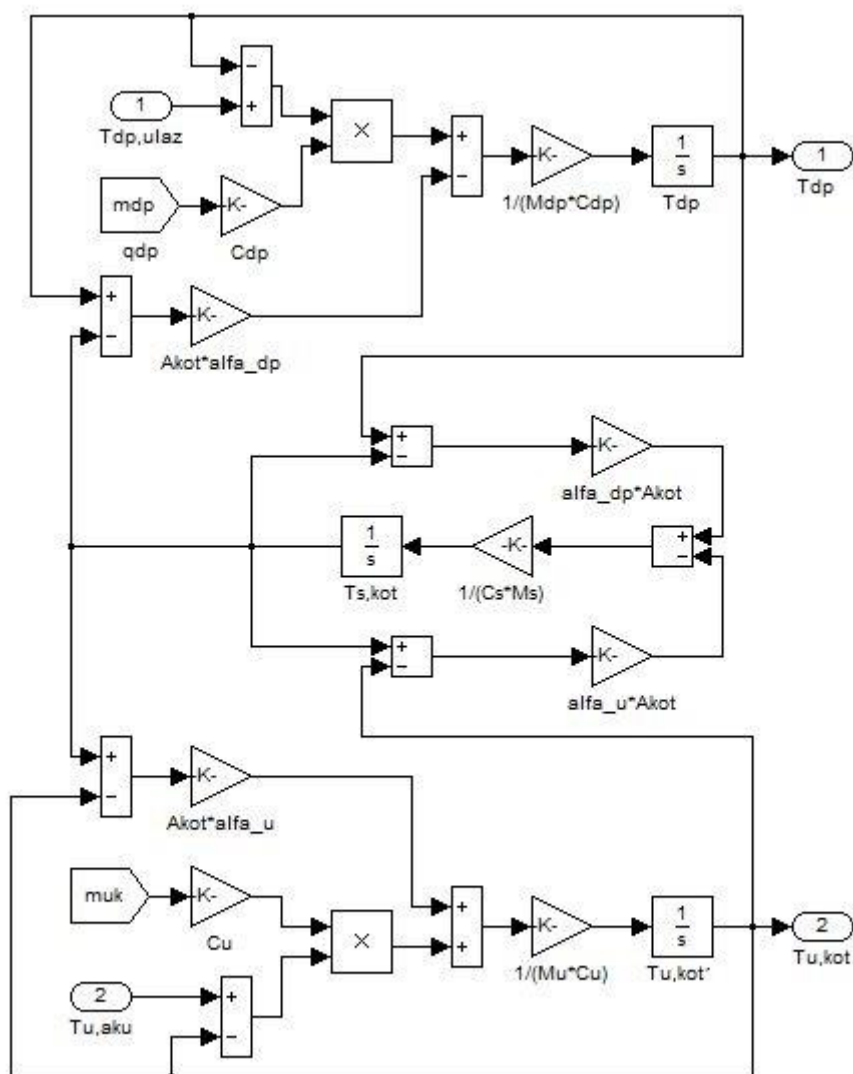 −
+
1
Tdp,ulaz
×
+
−
K-
1/(Mdp*Cdp)
1
s
Tdp
1
Tdp
mdp
qdp
K-
Cdp
+
−
K-
Akot*alfa_dp
+
−
K-
alfa_dp*Akot
1
s
Ts,kot
-K-
1/(Cs*Ms)
+
−
+
−
K-
alfa_u*Akot
+
−
K-
Akot*alfa_u
muk
K-
Cu
×
+
+
K-
1/(Mu*Cu)
1
s
Tu,kot´
2
Tu,kot
2
Tu,aku
+
−